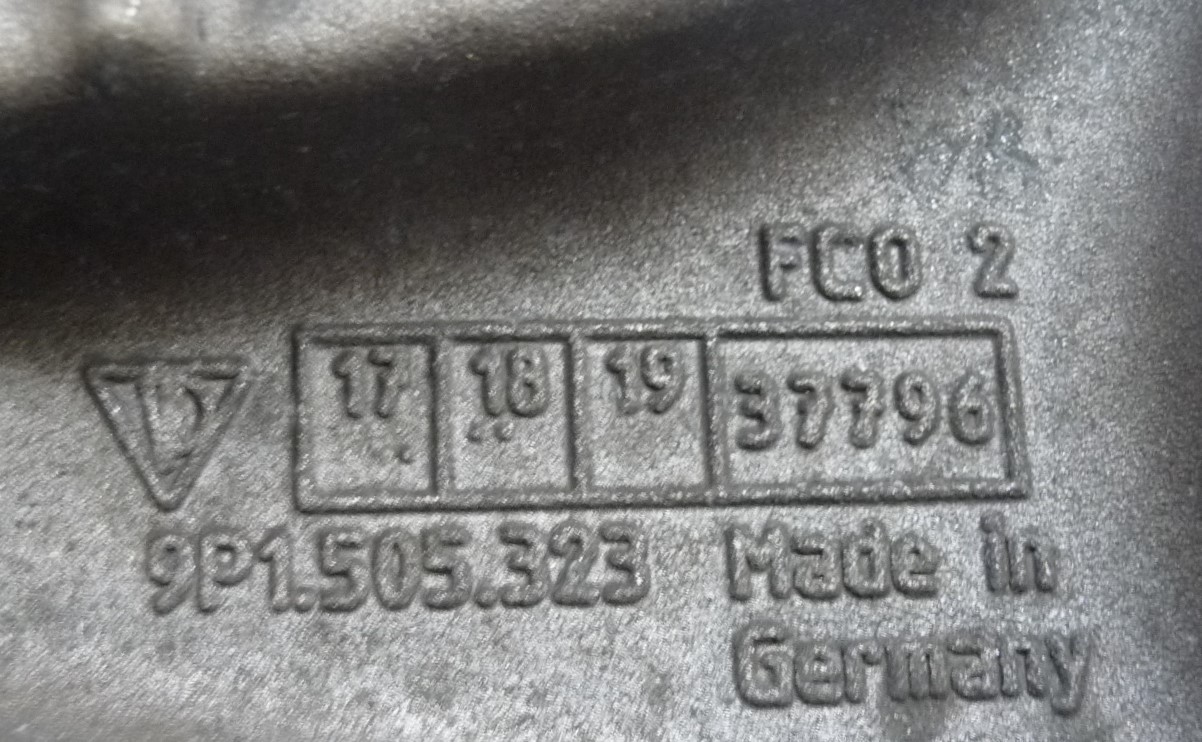 FCO 2
17 18 19 37796
9P1.505.323 Made in
Germany